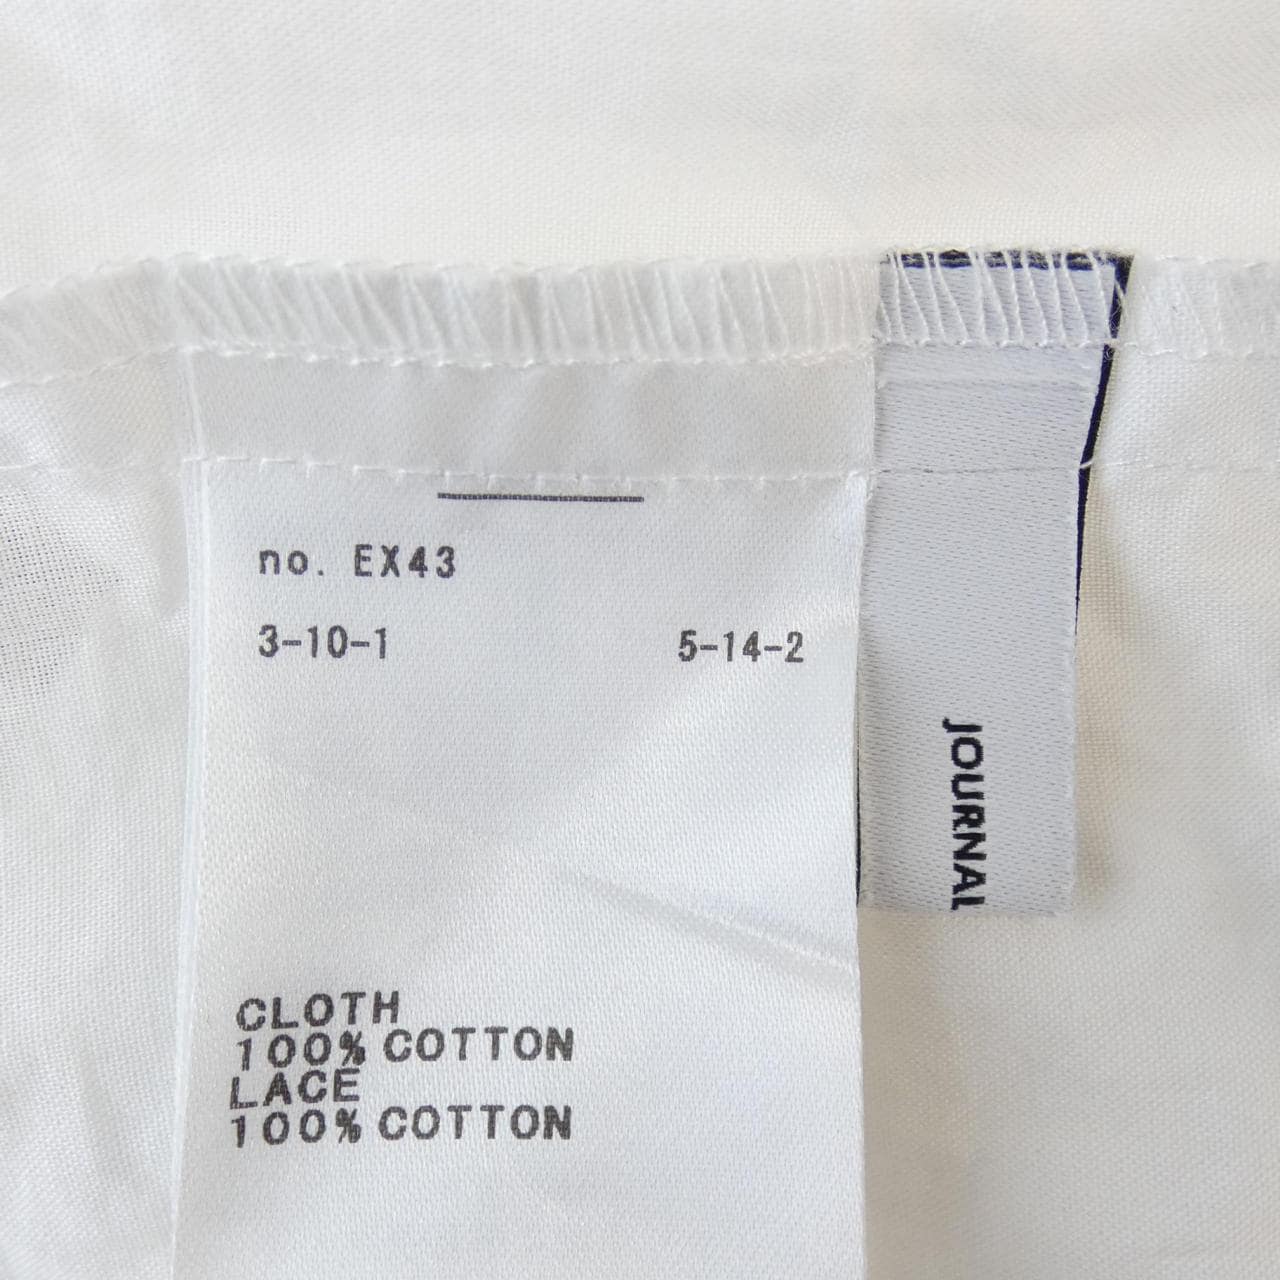 no. EX43
3-10-1 5-14-2
CLOTH
100% COTTON
LACE
100% COTTON
JOURNAL